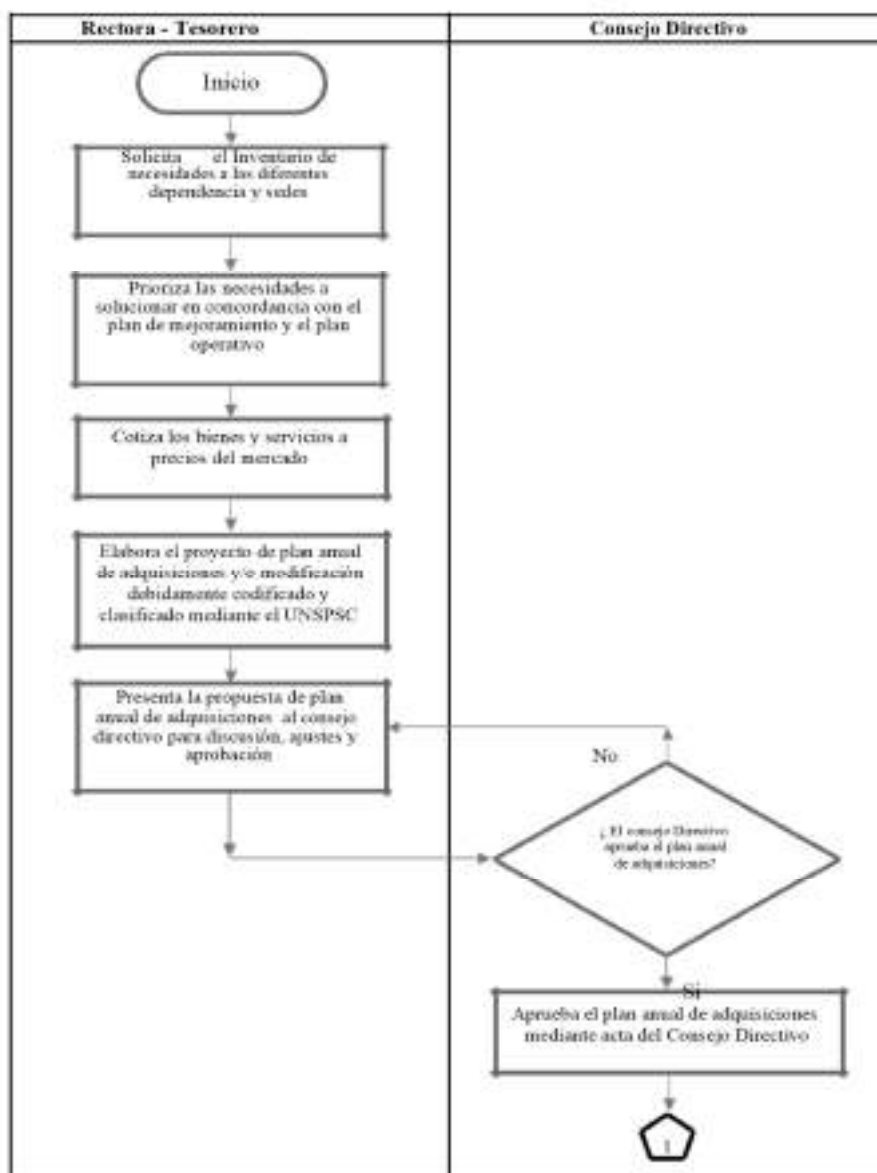 Rectora - Tesorero
Consejo Directivo
Inicio
Solicita el Inventario de
necesidades a las diferentes
dependencia y sedes
Prioriza las necesidades a
solucionar en concordancia con el
plan de mejoramiento y el plan
operativo
Cotiza los bienes y servicios a
precios del mercado
Elabora el proyecto de plan anual
de adquisiciones y/o modificación
debidamente codificado y
clasificado mediante el UNSPSC
Presenta la propuesta de plan
anual de adquisiciones al consejo
directivo para discusión, ajustes y
aprobación
No
¿ El consejo Directivo
aprueba el plan anual
de adquisiciones?
Si
Aprueba el plan anual de adquisiciones
mediante acta del Consejo Directivo
1